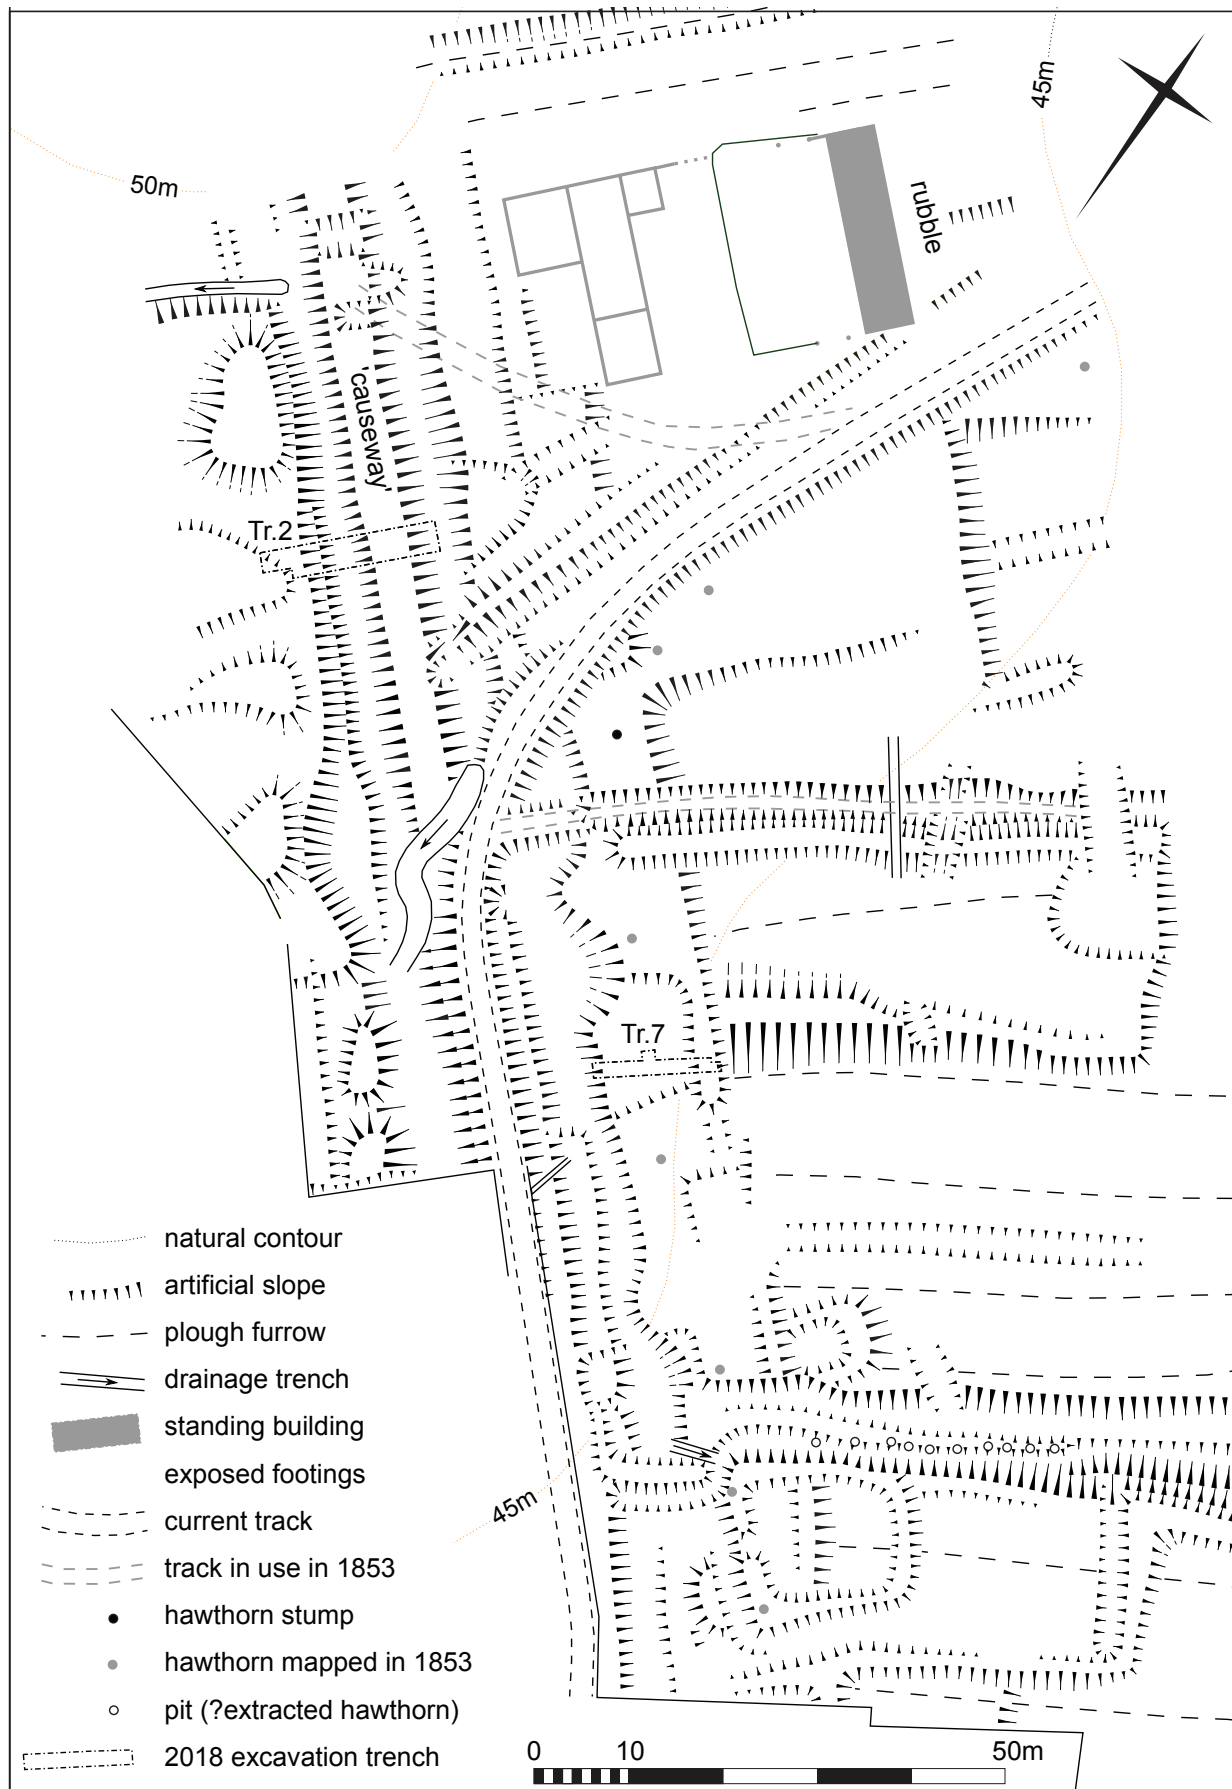 45m
50m
rubble
'causeway'
Tr.2
Tr.7
natural contour
artificial slope
plough furrow
drainage trench
standing building
exposed footings
current track
track in use in 1853
hawthorn stump
hawthorn mapped in 1853
pit (?extracted hawthorn)
2018 excavation trench
45m
0 10 50m